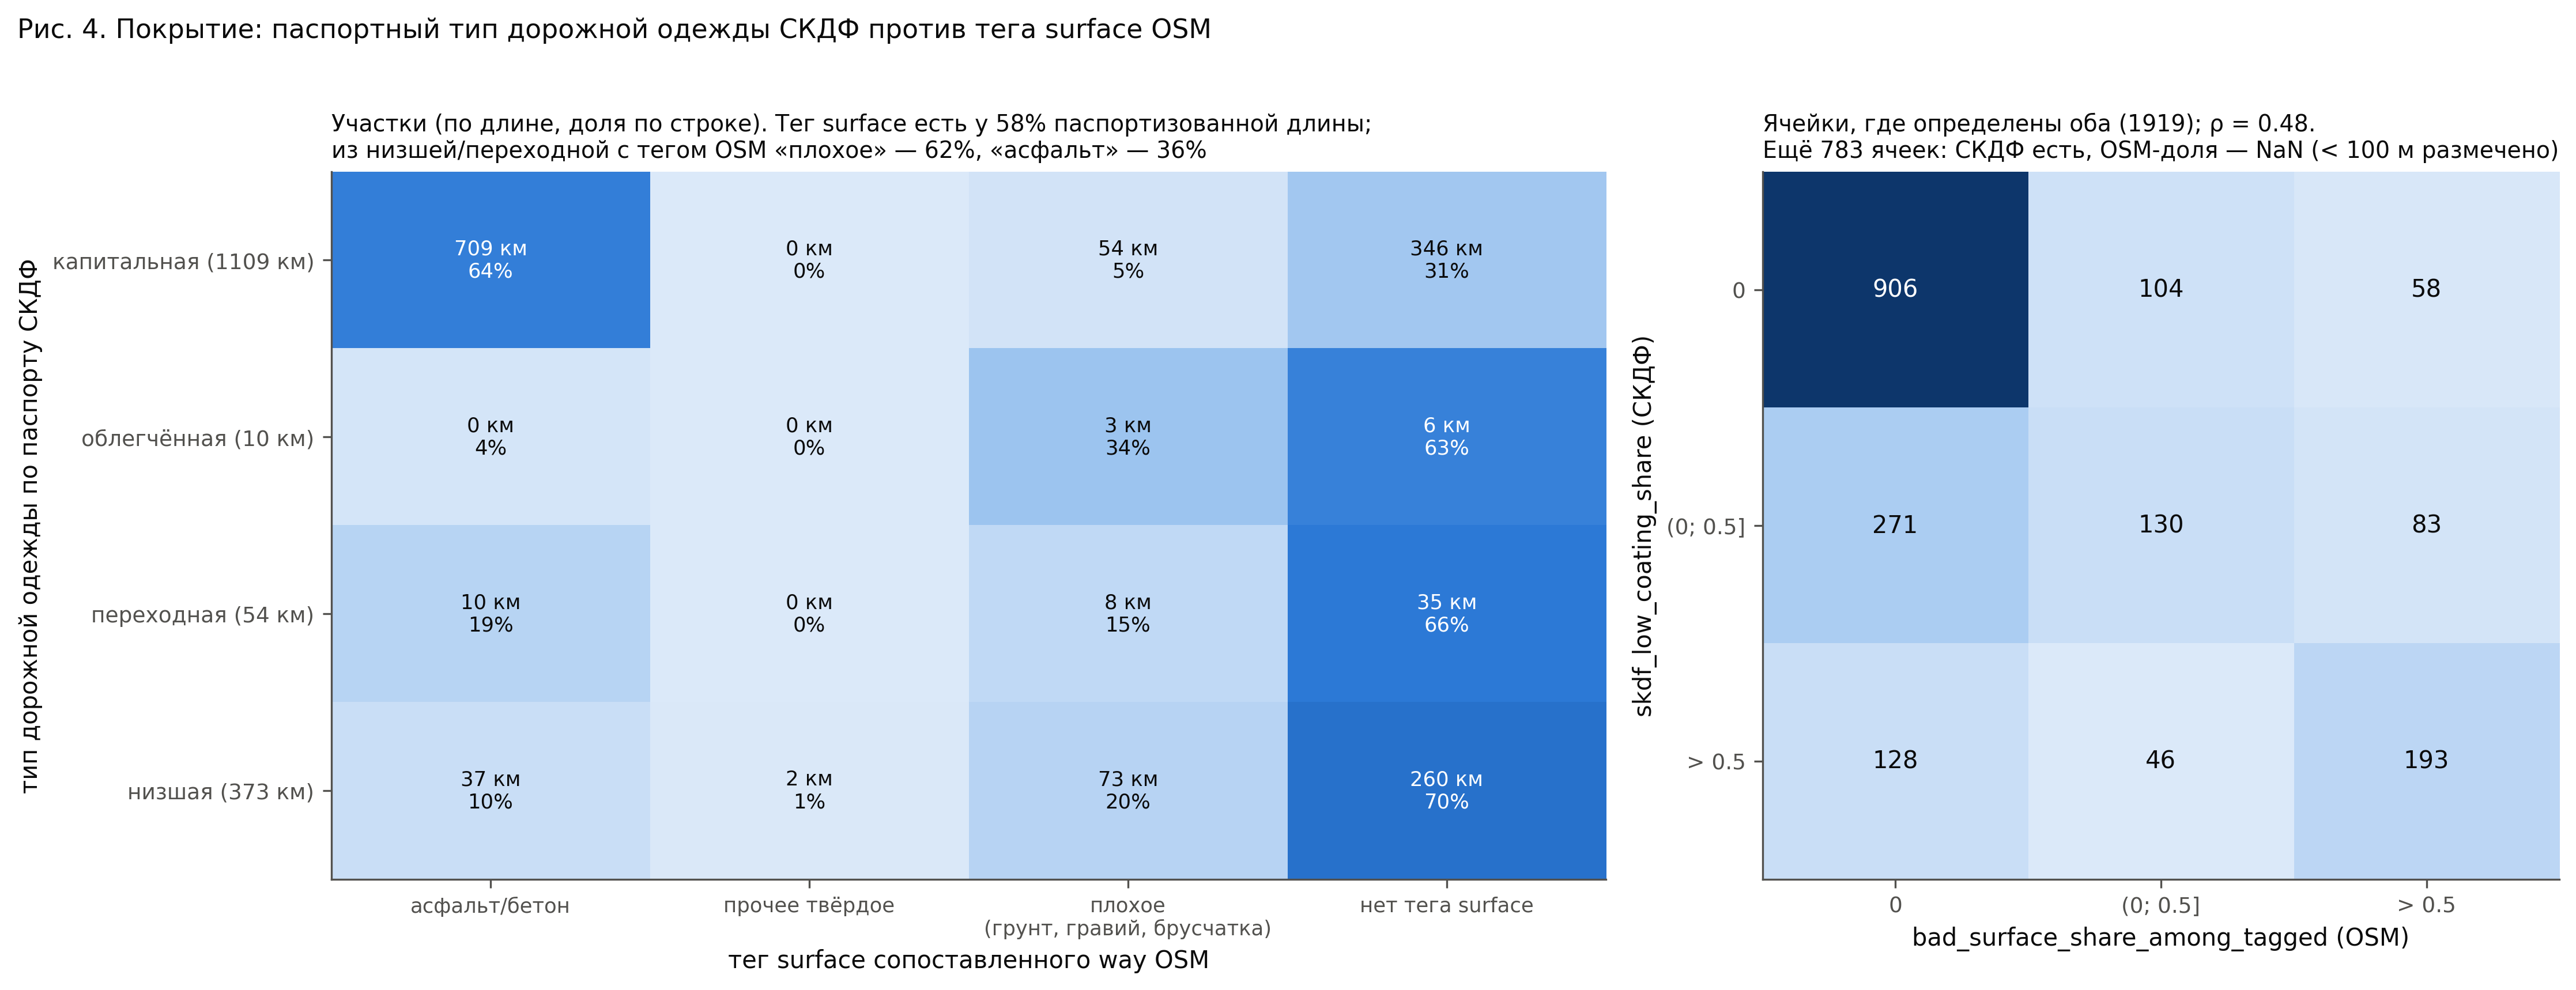 Рис. 4. Покрытие: паспортный тип дорожной одежды СКДФ против тега surface OSM
Участки (по длине, доля по строке). Тег surface есть у 58% паспортизованной длины;
из низшей/переходной с тегом OSM «плохое» — 62%, «асфальт» — 36%
тип дорожной одежды по паспорту СКДФ
капитальная (1109 км)
709 км
64%
0 км
0%
54 км
5%
346 км
31%
облегчённая (10 км)
0 км
4%
0 км
0%
3 км
34%
6 км
63%
переходная (54 км)
10 км
19%
0 км
0%
8 км
15%
35 км
66%
низшая (373 км)
37 км
10%
2 км
1%
73 км
20%
260 км
70%
асфальт/бетон
прочее твёрдое
плохое
(грунт, гравий, брусчатка)
нет тега surface
тег surface сопоставленного way OSM
Ячейки, где определены оба (1919); ρ = 0.48.
Ещё 783 ячеек: СКДФ есть, OSM-доля — NaN (< 100 м размечено)
skdf_low_coating_share (СКДФ)
0
906
104
58
(0; 0.5]
271
130
83
> 0.5
128
46
193
0
(0; 0.5]
> 0.5
bad_surface_share_among_tagged (OSM)